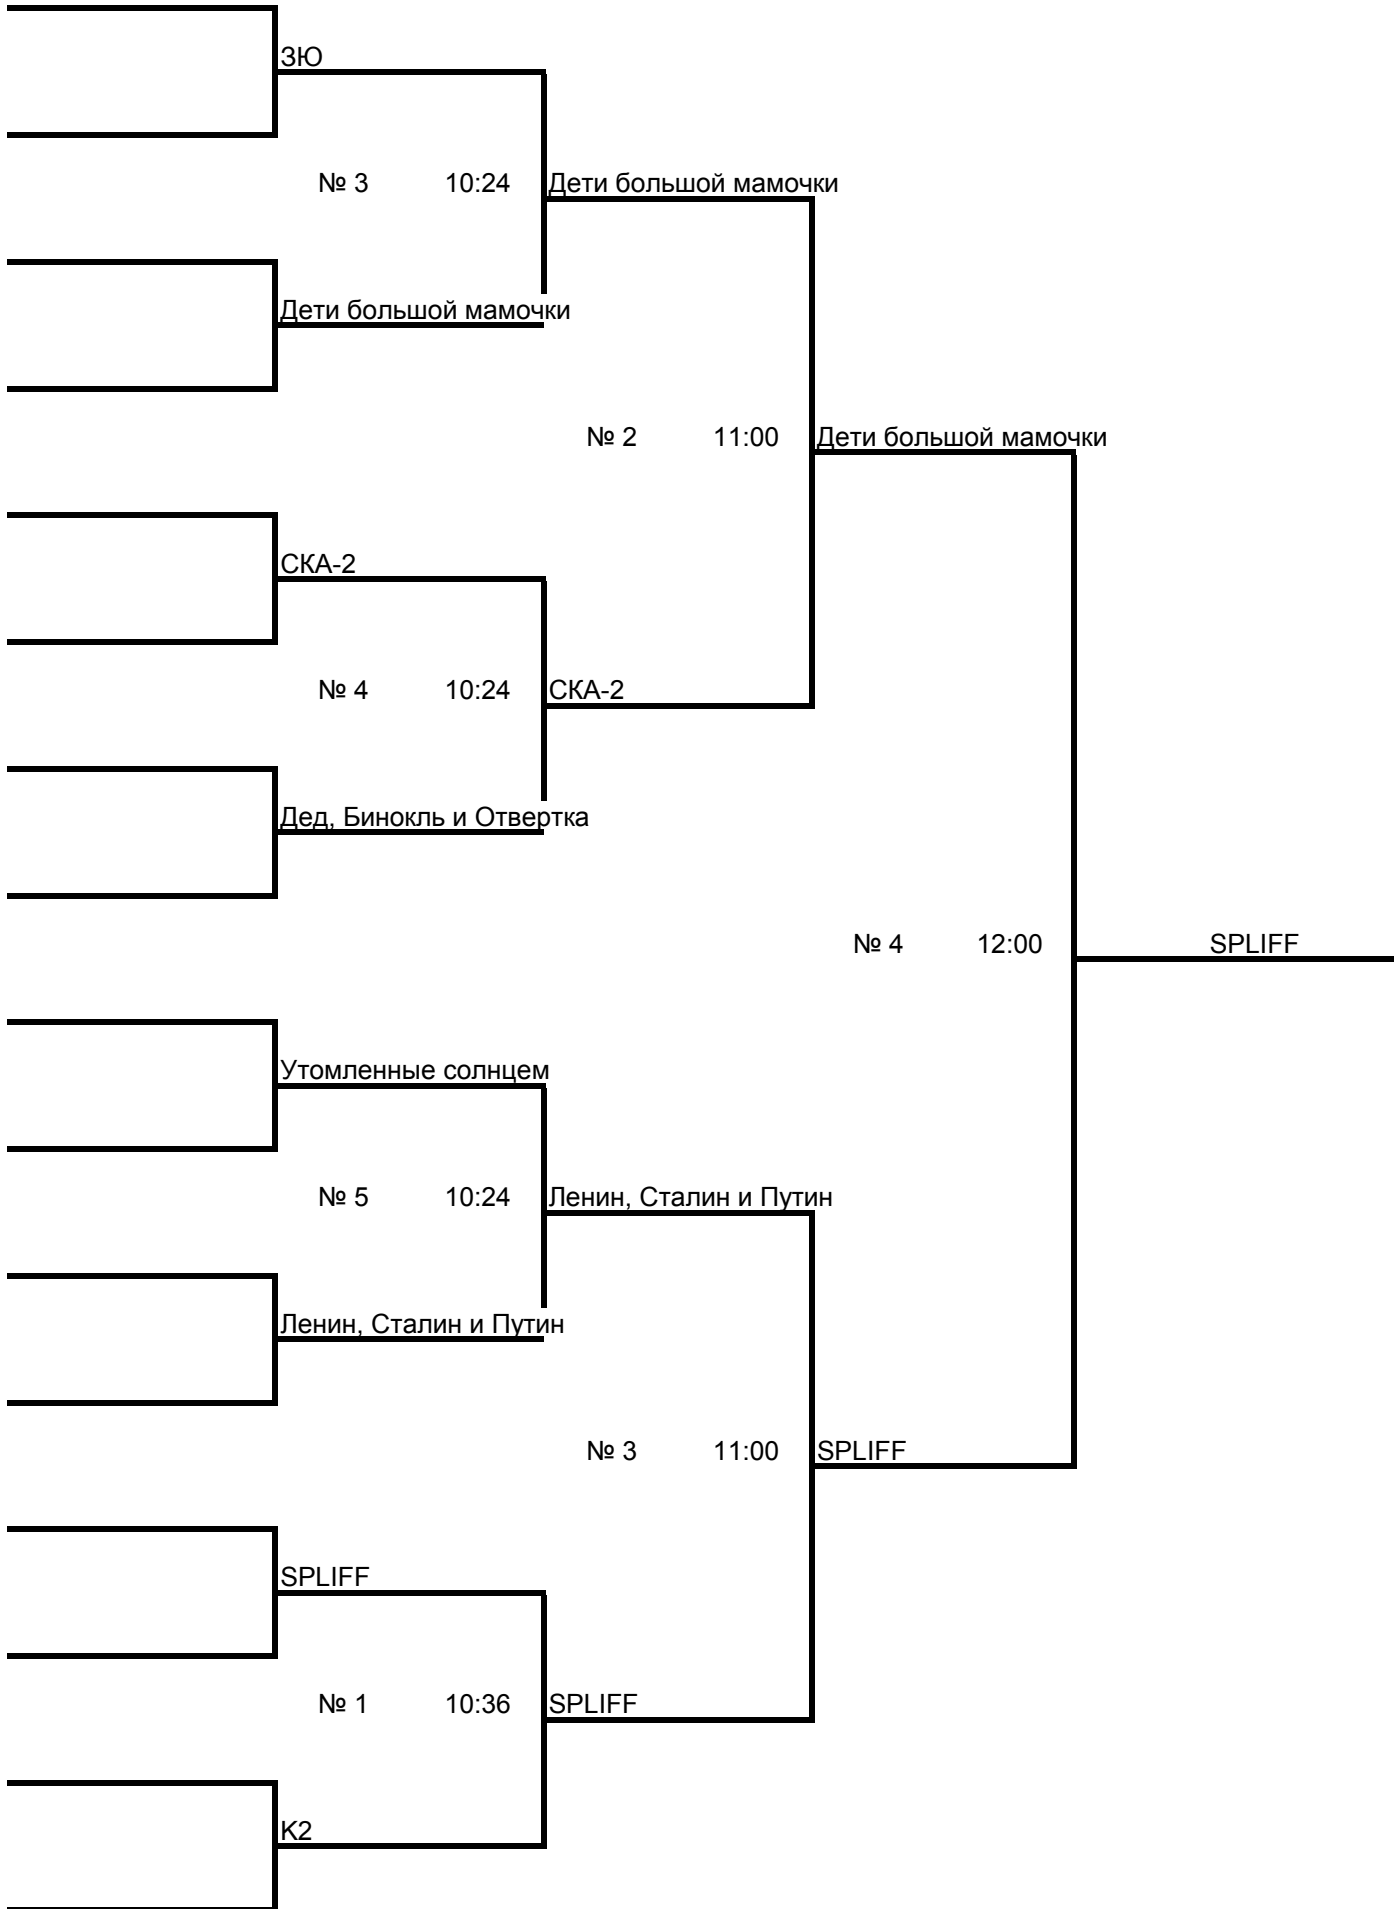 ЗЮ
№ 3 10:24 Дети большой мамочки
Дети большой мамочки
№ 2 11:00 Дети большой мамочки
СКА-2
№ 4 10:24 СКА-2
Дед, Бинокль и Отвертка
№ 4 12:00 SPLIFF
Утомленные солнцем
№ 5 10:24 Ленин, Сталин и Путин
Ленин, Сталин и Путин
№ 3 11:00 SPLIFF
SPLIFF
№ 1 10:36 SPLIFF
К2